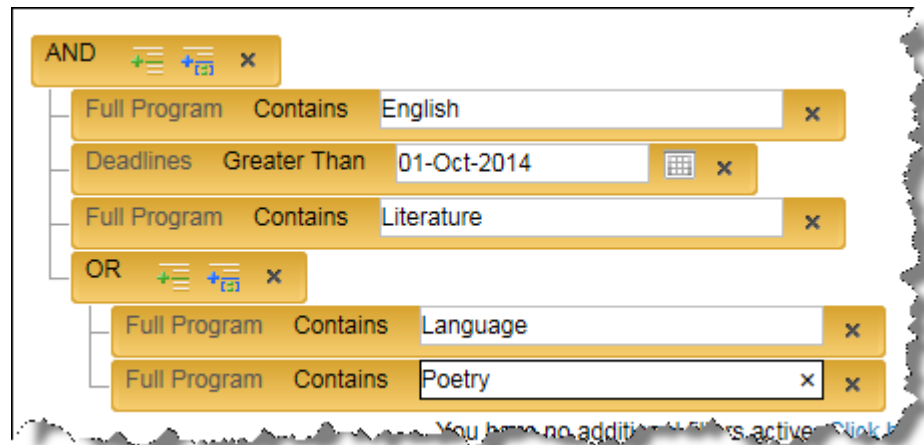 AND
Full Program Contains English
Deadlines Greater Than 01-Oct-2014
Full Program Contains Literature
OR
Full Program Contains Language
Full Program Contains Poetry
You have no additional filters active. Click